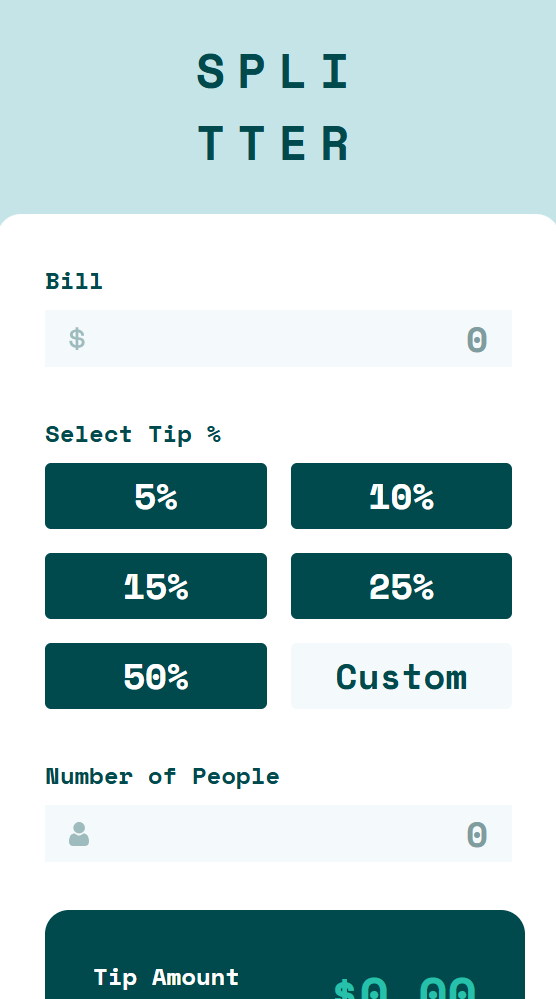 SPLI
TTER
Bill
$ 0
Select Tip %
5% 10%
15% 25%
50% Custom
Number of People
0
Tip Amount
$0.00